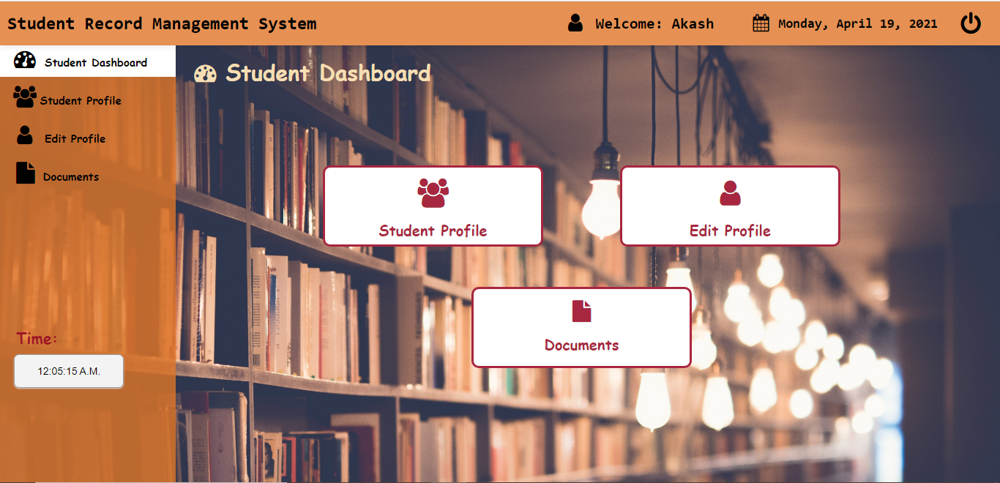 Student Record Management System
Welcome: Akash
Monday, April 19, 2021
Student Dashboard
Student Profile
Edit Profile
Documents
Time:
12:05:15 A.M.
Student Dashboard
Student Profile
Edit Profile
Documents